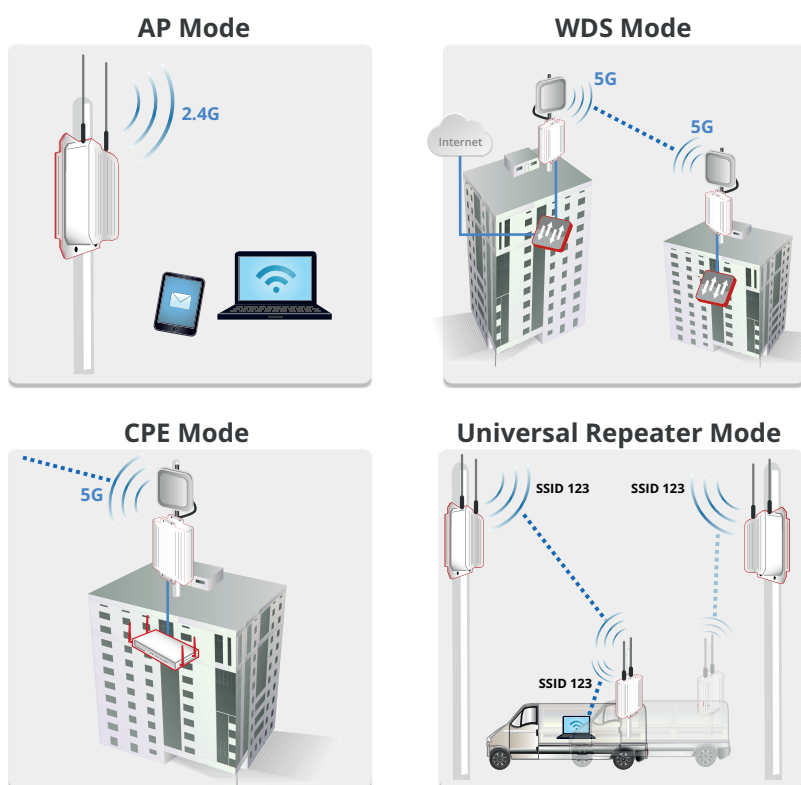 AP Mode
2.4G
WDS Mode
5G
5G
Internet
CPE Mode
5G
Universal Repeater Mode
SSID 123
SSID 123
SSID 123